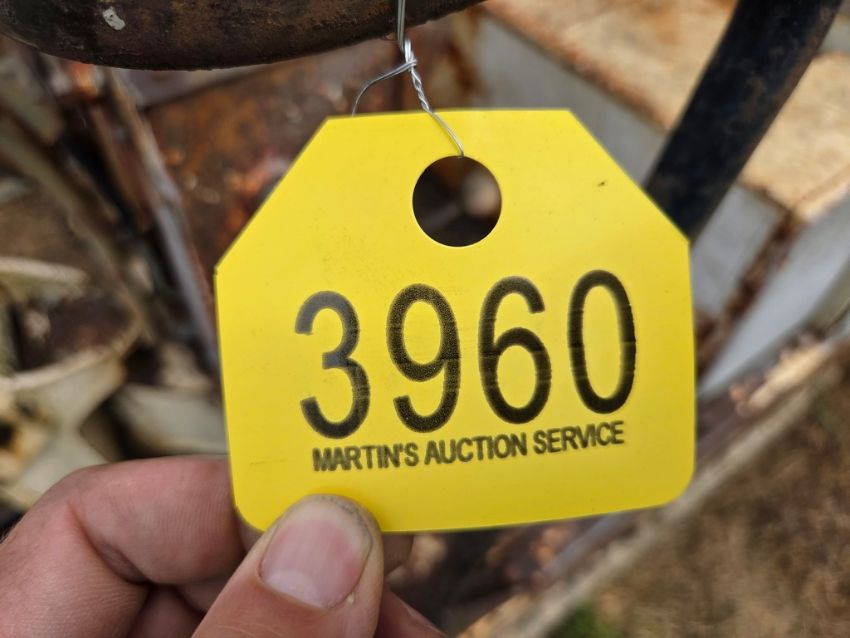 3960
MARTIN'S AUCTION SERVICE